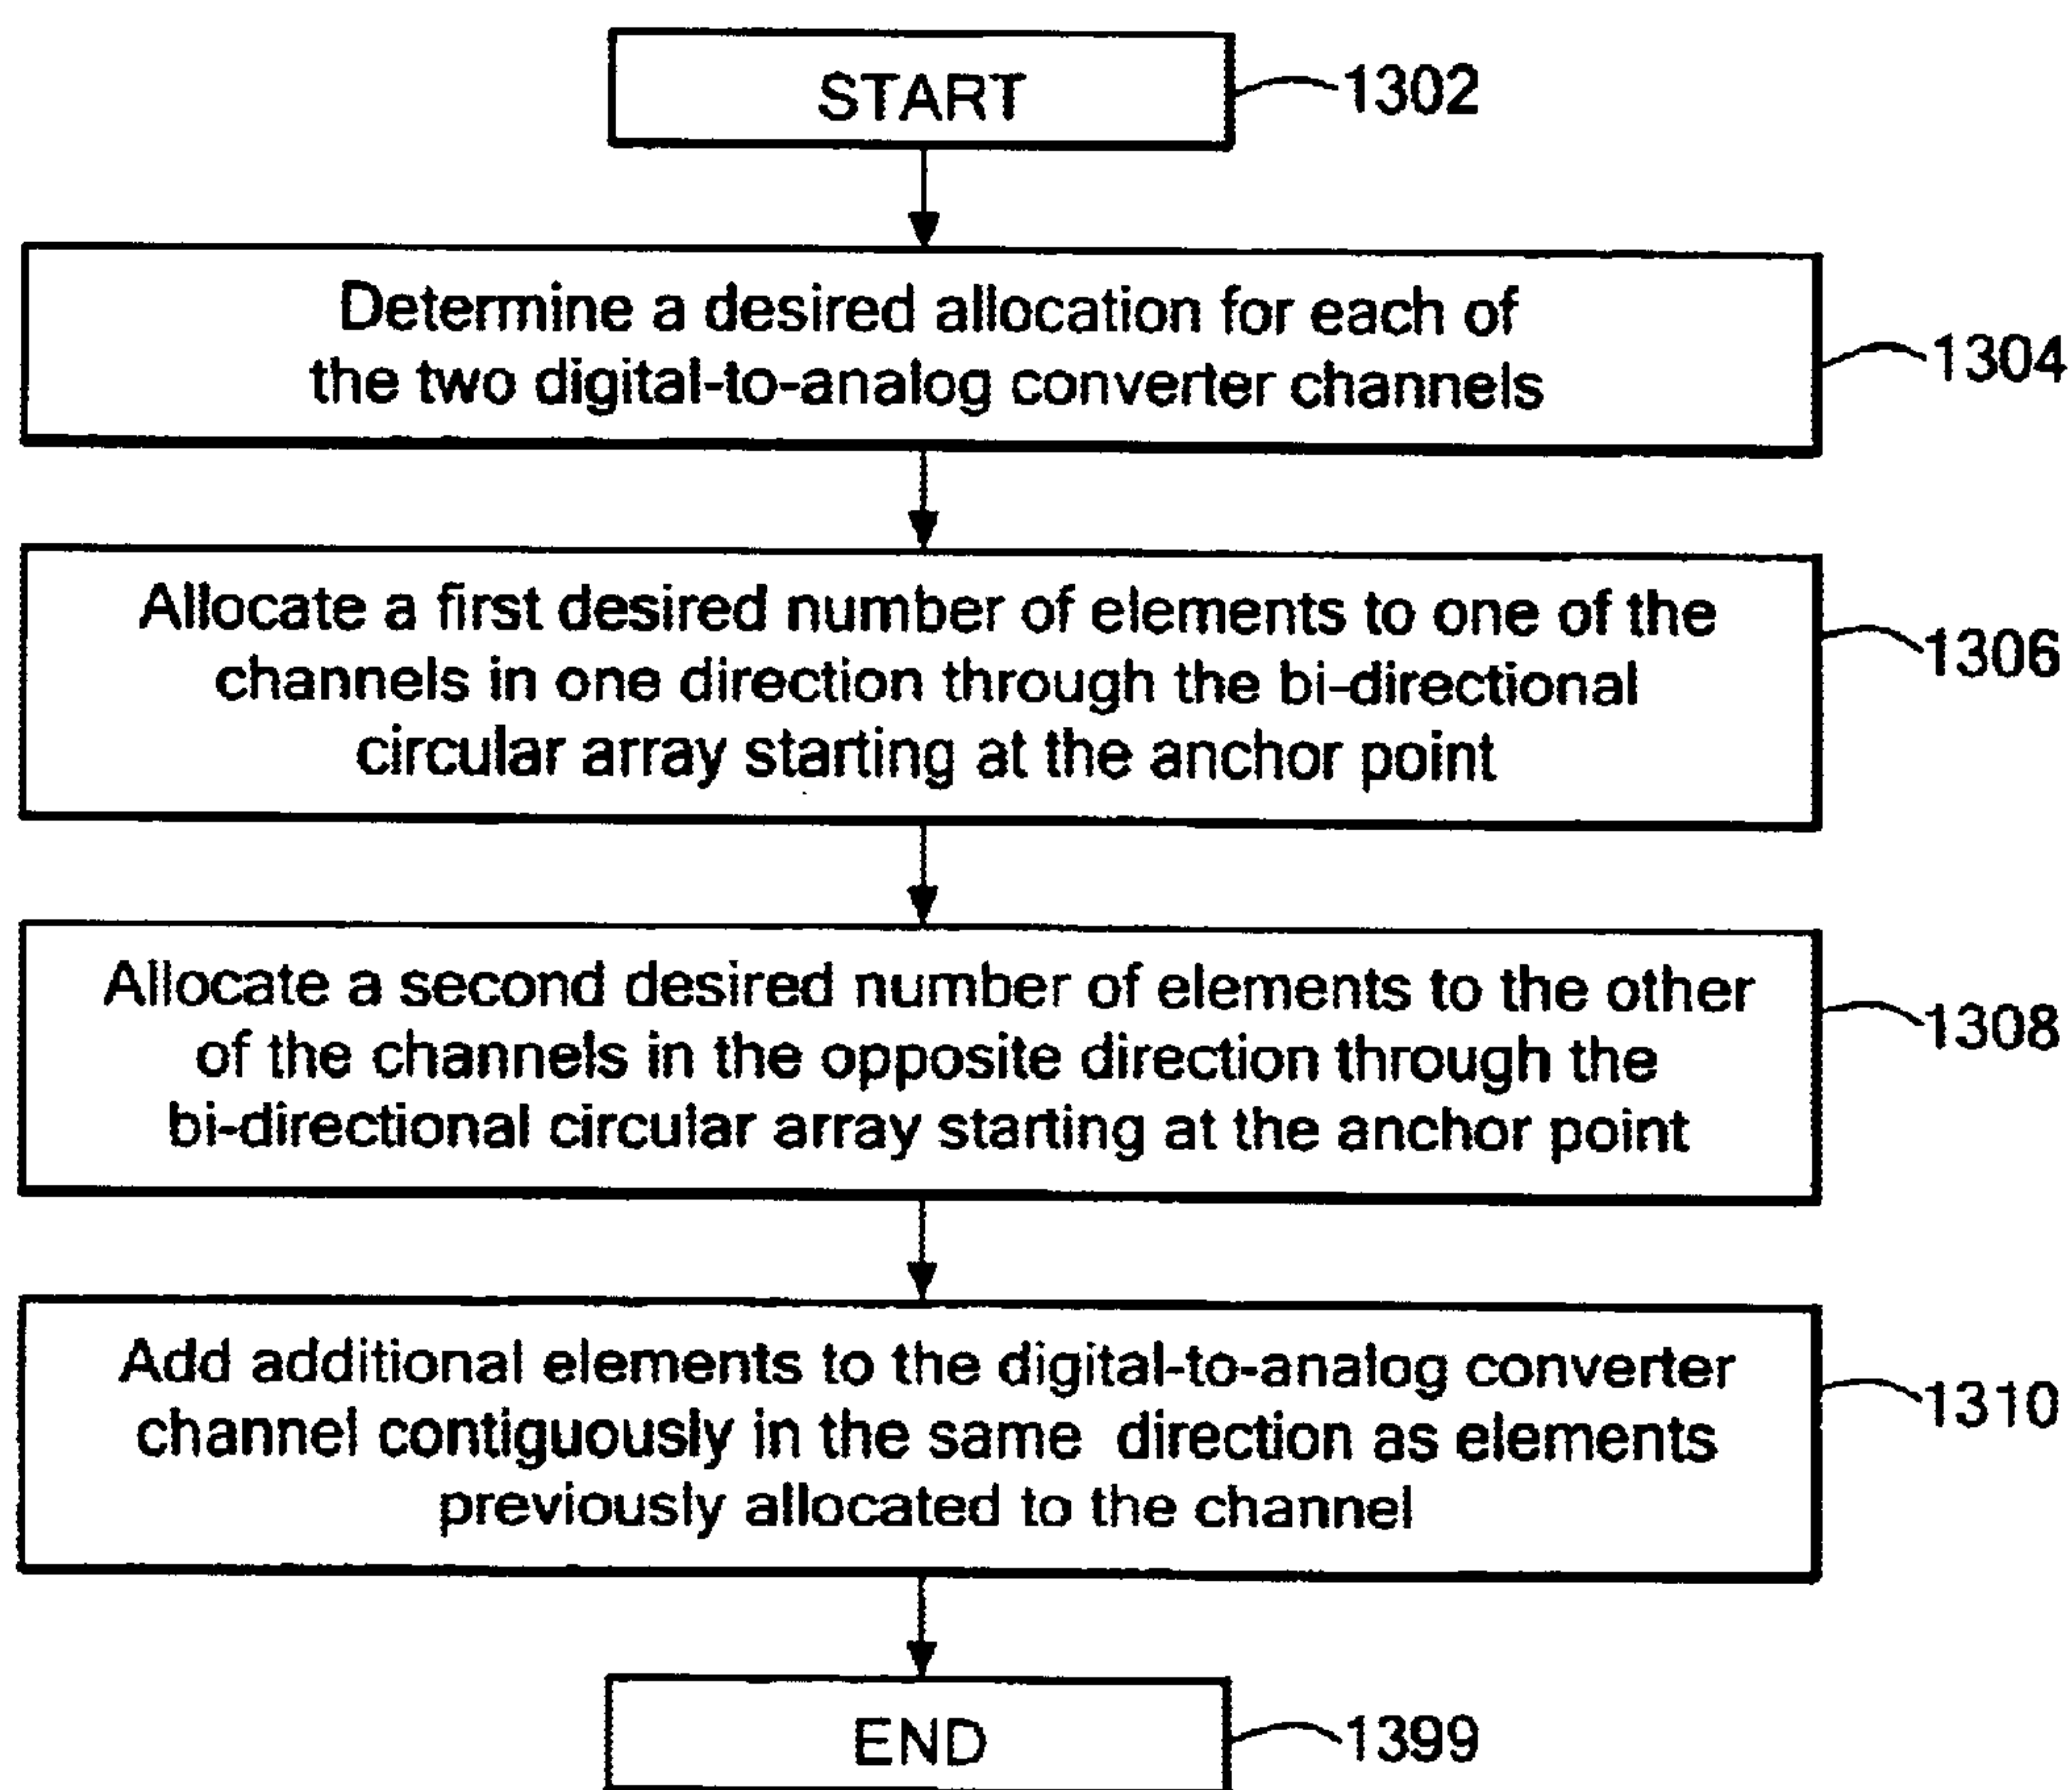 START
1302
Determine a desired allocation for each of
the two digital-to-analog converter channels
1304
Allocate a first desired number of elements to one of the
channels in one direction through the bi-directional
circular array starting at the anchor point
1306
Allocate a second desired number of elements to the other
of the channels in the opposite direction through the
bi-directional circular array starting at the anchor point
1308
Add additional elements to the digital-to-analog converter
channel contiguously in the same direction as elements
previously allocated to the channel
1310
END
1399